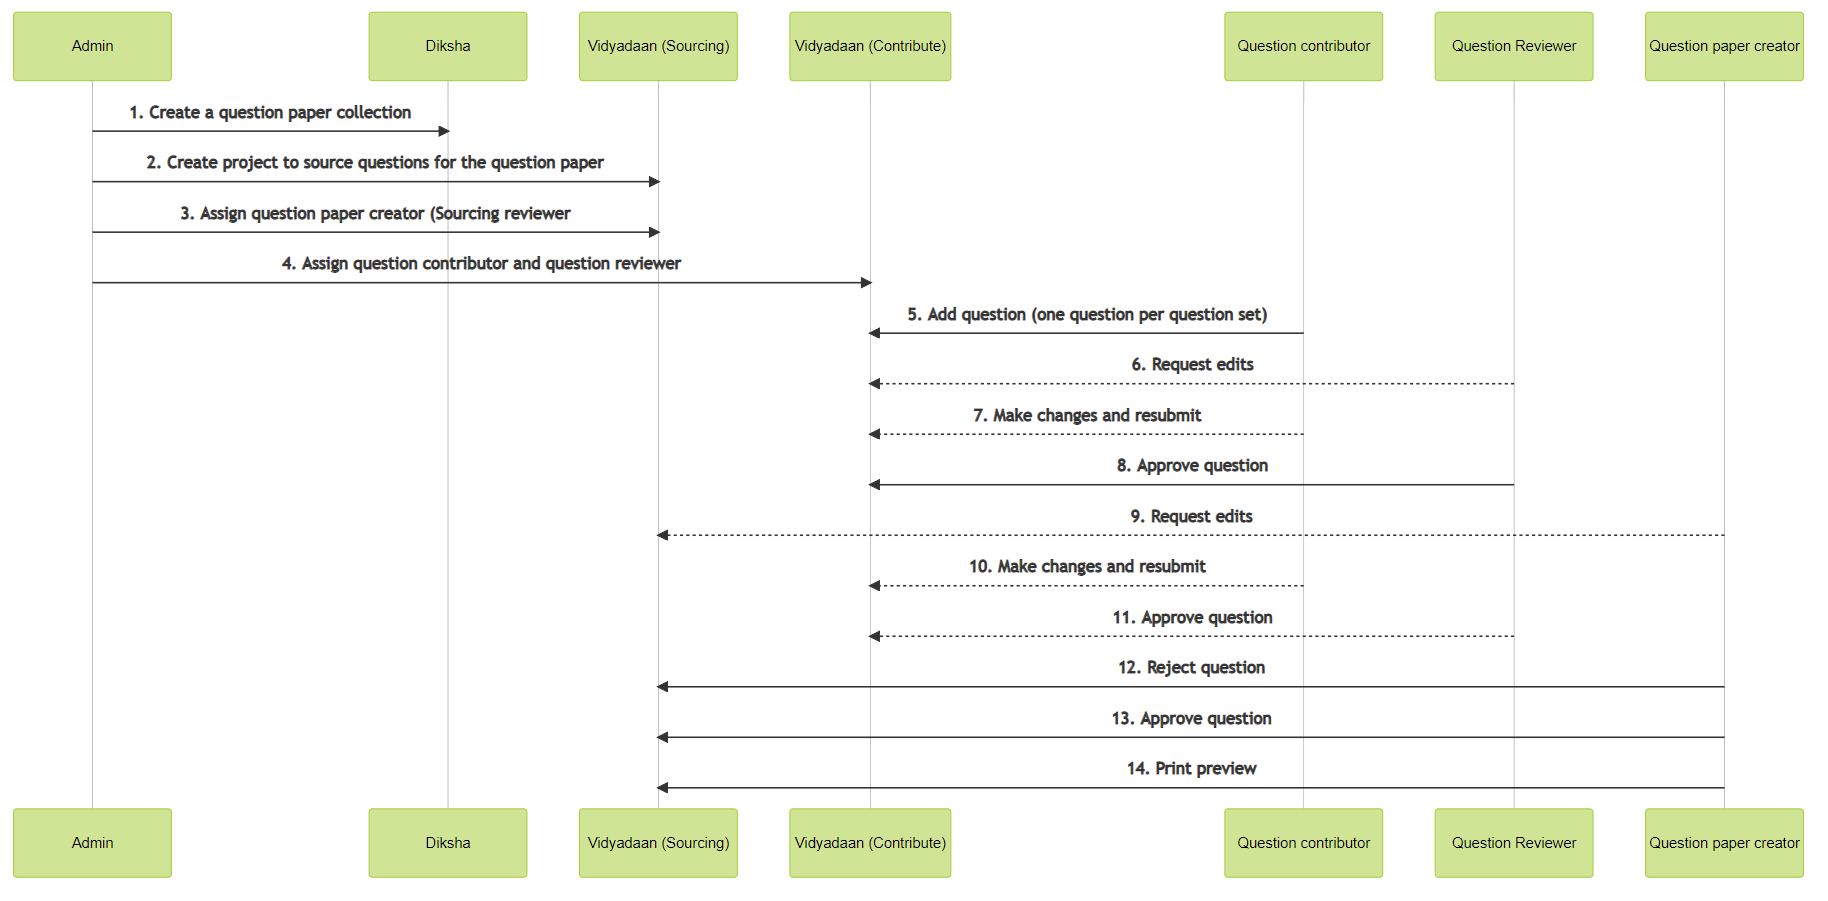 Admin
Diksha
Vidyadaan (Sourcing)
Vidyadaan (Contribute)
Question contributor
Question Reviewer
Question paper creator
1. Create a question paper collection
2. Create project to source questions for the question paper
3. Assign question paper creator (Sourcing reviewer
4. Assign question contributor and question reviewer
5. Add question (one question per question set)
6. Request edits
7. Make changes and resubmit
8. Approve question
9. Request edits
10. Make changes and resubmit
11. Approve question
12. Reject question
13. Approve question
14. Print preview
Admin
Diksha
Vidyadaan (Sourcing)
Vidyadaan (Contribute)
Question contributor
Question Reviewer
Question paper creator